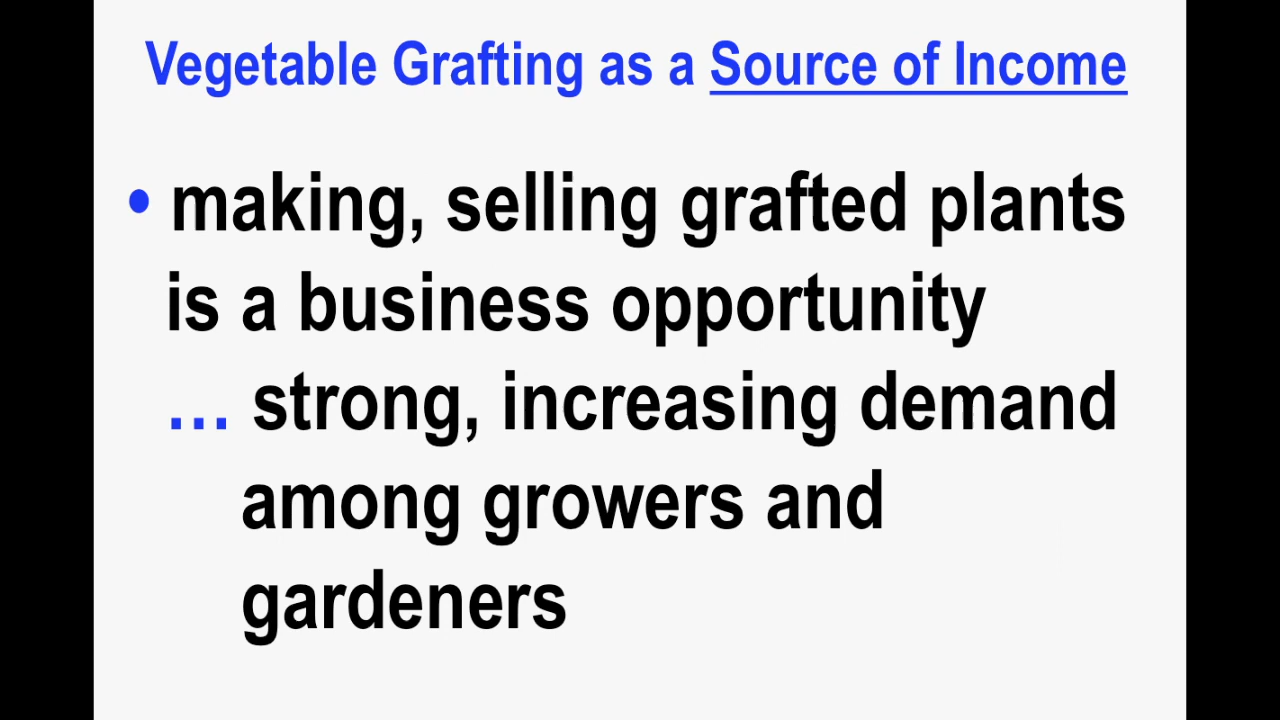 Vegetable Grafting as a Source of Income
• making, selling grafted plants
is a business opportunity
… strong, increasing demand
among growers and
gardeners